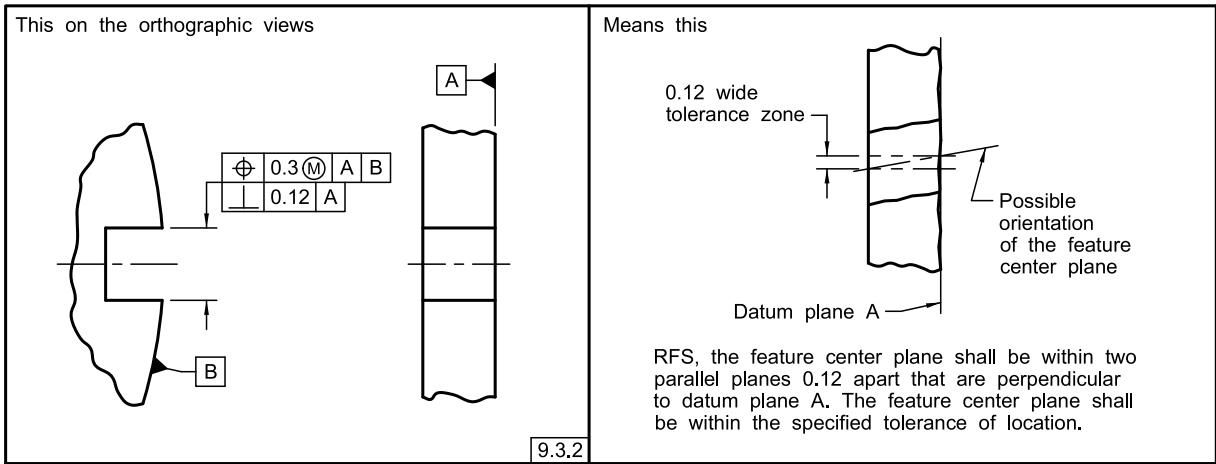 This on the orthographic views
A
⌖ 0.3 Ⓜ A B
⟂ 0.12 A
B
9.3.2
Means this
0.12 wide
tolerance zone
Possible
orientation
of the feature
center plane
Datum plane A
RFS, the feature center plane shall be within two
parallel planes 0.12 apart that are perpendicular
to datum plane A. The feature center plane shall
be within the specified tolerance of location.